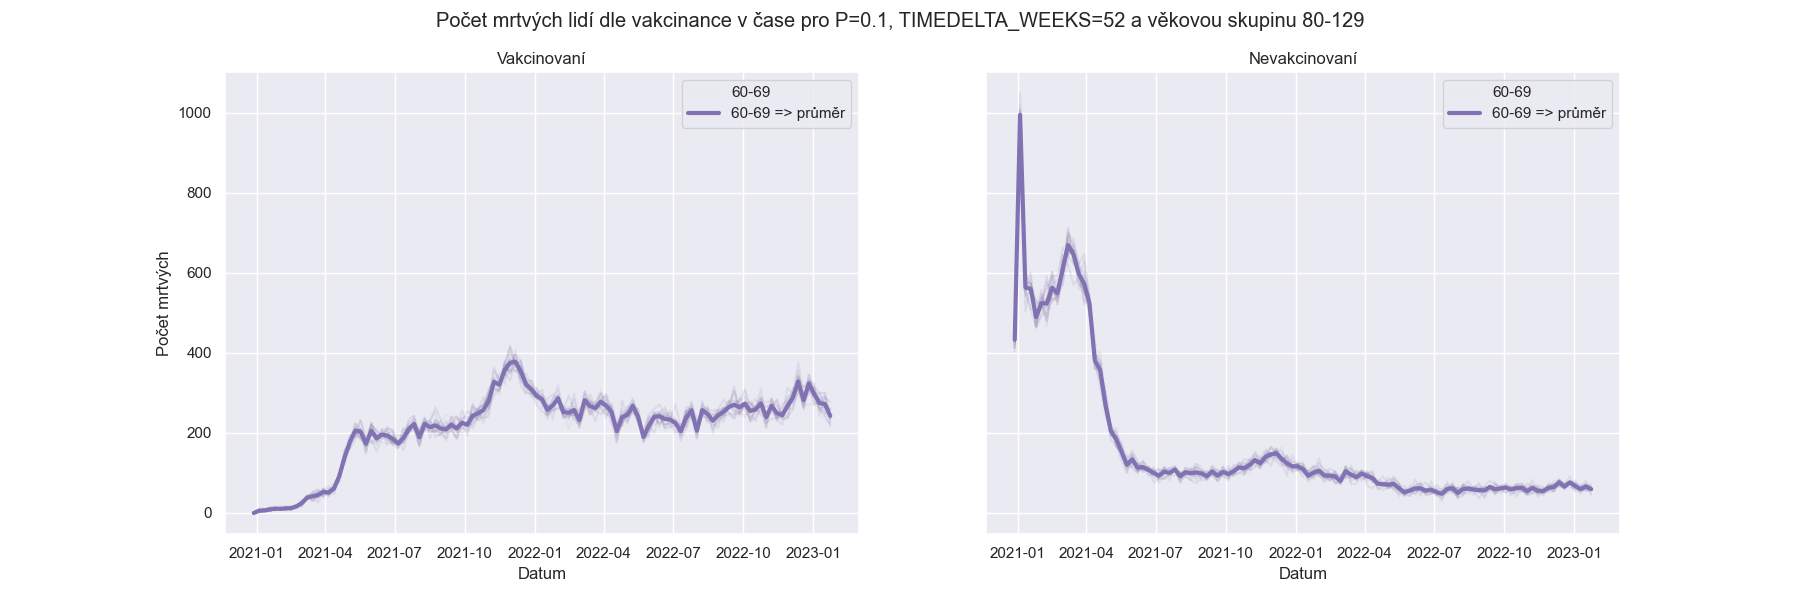 Počet mrtvých lidí dle vakcinance v čase pro P=0.1, TIMEDELTA_WEEKS=52 a věkovou skupinu 80-129
Vakcinovaní
60-69
60-69 => průměr
1000
800
600
400
200
0
Počet mrtvých
2021-01 2021-04 2021-07 2021-10 2022-01 2022-04 2022-07 2022-10 2023-01
Datum
Nevakcinovaní
60-69
60-69 => průměr
2021-01 2021-04 2021-07 2021-10 2022-01 2022-04 2022-07 2022-10 2023-01
Datum